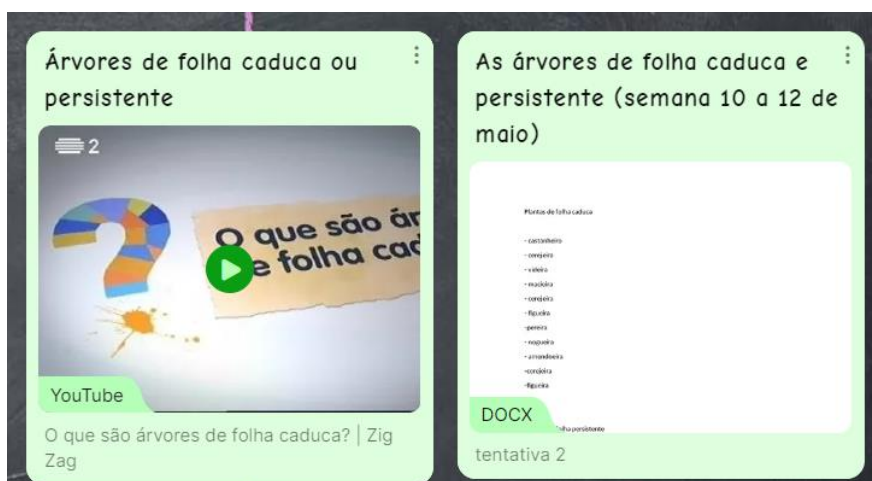 Árvores de folha caduca ou
persistente
2
O que são ár
e folha cad
YouTube
O que são árvores de folha caduca? | Zig
Zag
As árvores de folha caduca e
persistente (semana 10 a 12 de
maio)
Plantas de folha caduca
- castanheiro
- cerejeira
- videira
- macieira
- cerejeira
- figueira
-pereira
- nogueira
- amendoeira
-cerejeira
-figueira
folha persistente
DOCX
tentativa 2